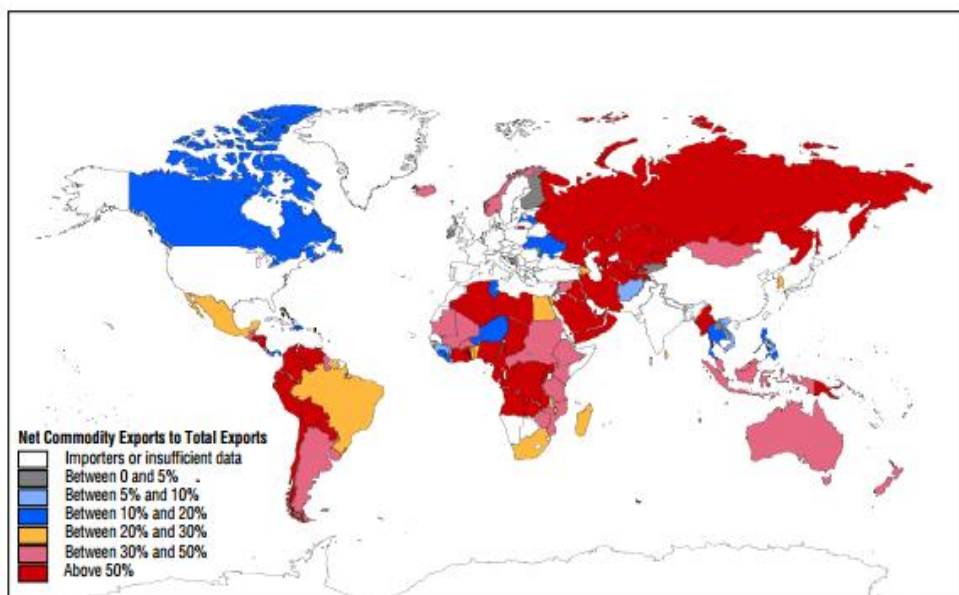 Net Commodity Exports to Total Exports
Importers or insufficient data
Between 0 and 5%
Between 5% and 10%
Between 10% and 20%
Between 20% and 30%
Between 30% and 50%
Above 50%